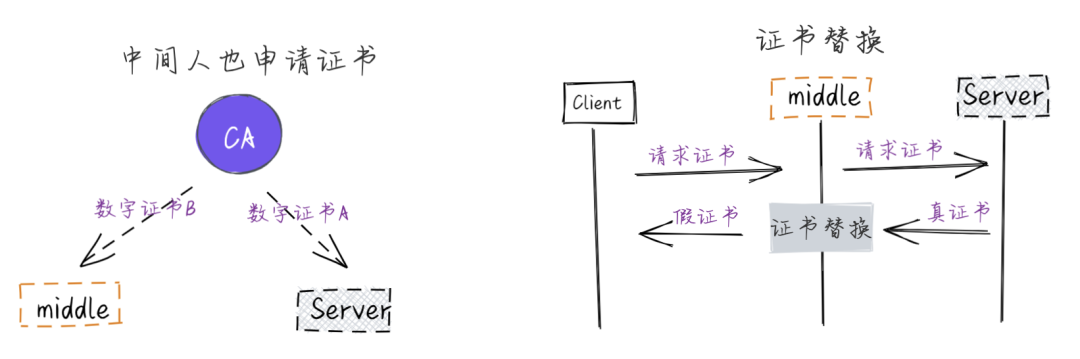 中间人也申请证书
CA
数字证书B
数字证书A
middle
Server
证书替换
Client
middle
Server
请求证书
请求证书
假证书
证书替换
真证书